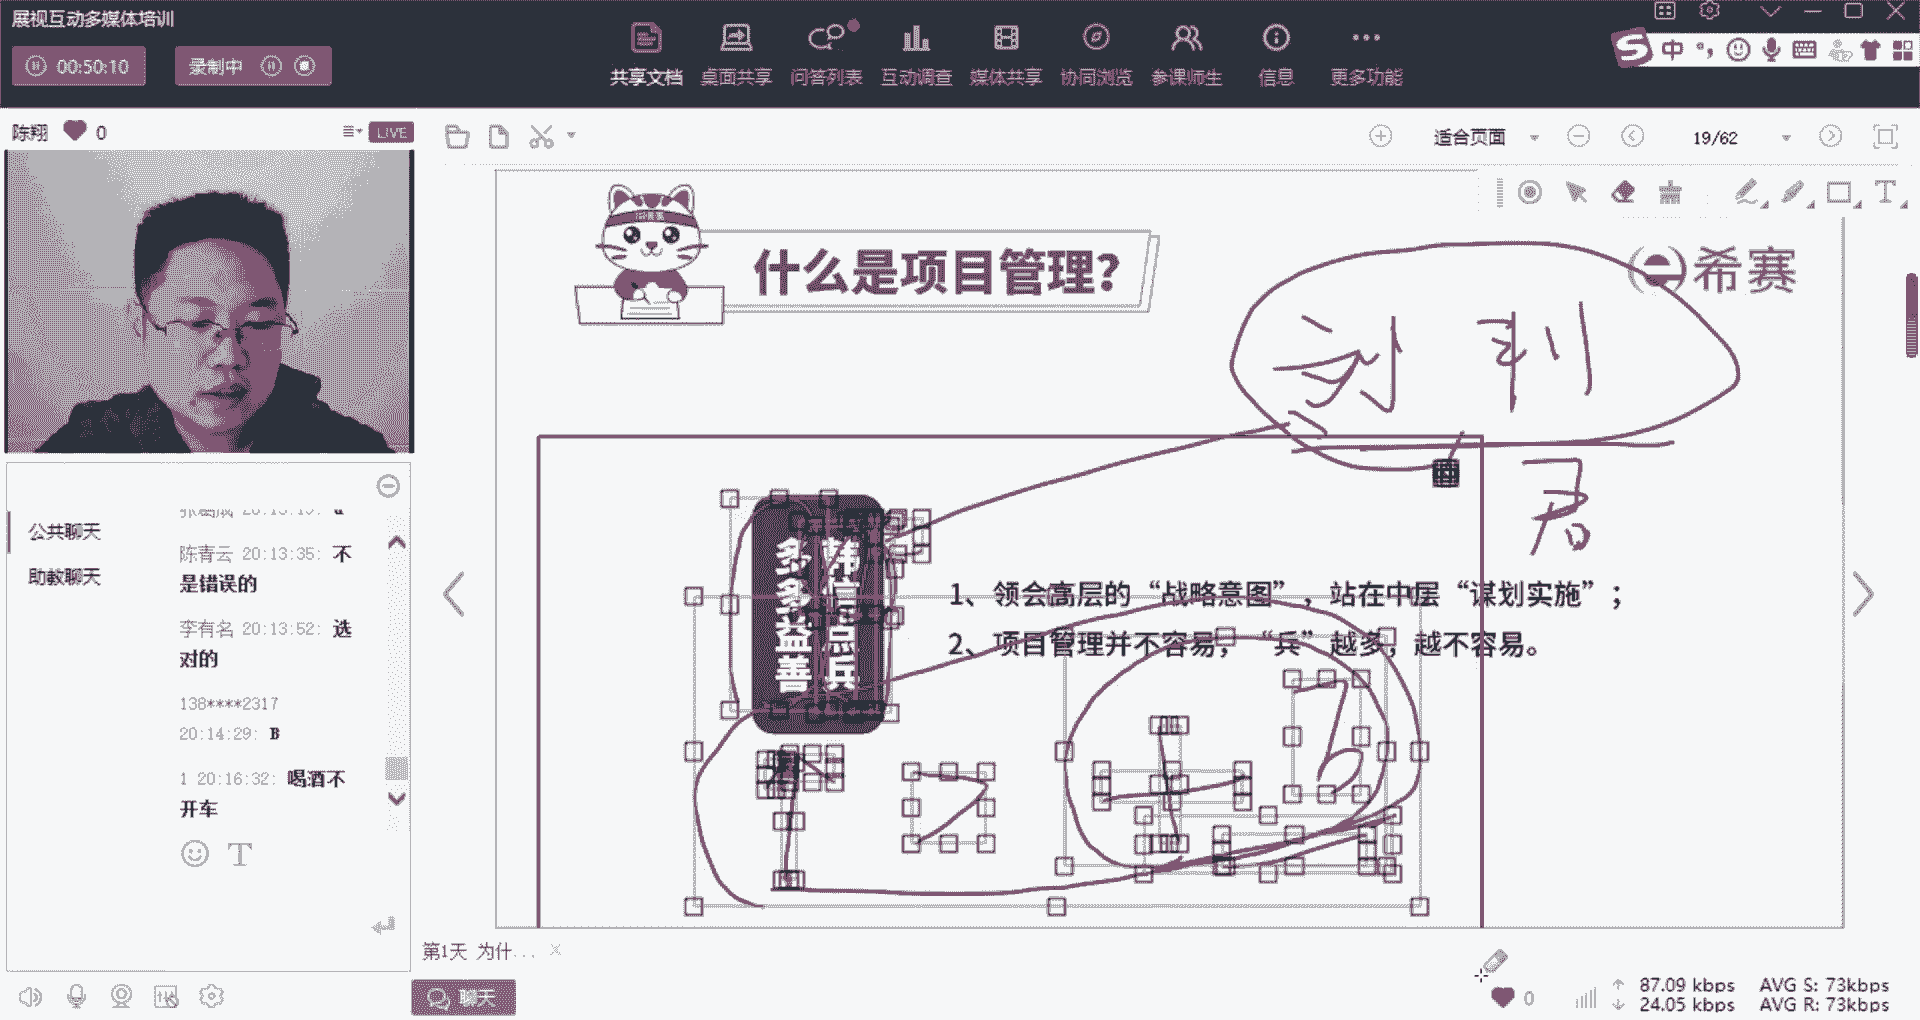 展视互动多媒体培训
00:50:10
录制中
共享文档 桌面共享 问答列表 互动调查 媒体共享 协同浏览 参课师生 信息 更多功能
中
陈翔 0
LIVE
适合页面
19/62
什么是项目管理?
希赛
韩信点兵
多多益善
1、领会高层的“战略意图”，站在中层“谋划实施”；
2、项目管理并不容易，“兵”越多，越不容易。
公共聊天
助教聊天
陈青云 20:13:35: 不
是错误的
李有名 20:13:52: 选
对的
138****2317
20:14:29: B
1 20:16:32: 喝酒不
开车
第1天 为什...
聊天
0
87.09 kbps AVG S: 73kbps
24.05 kbps AVG R: 73kbps